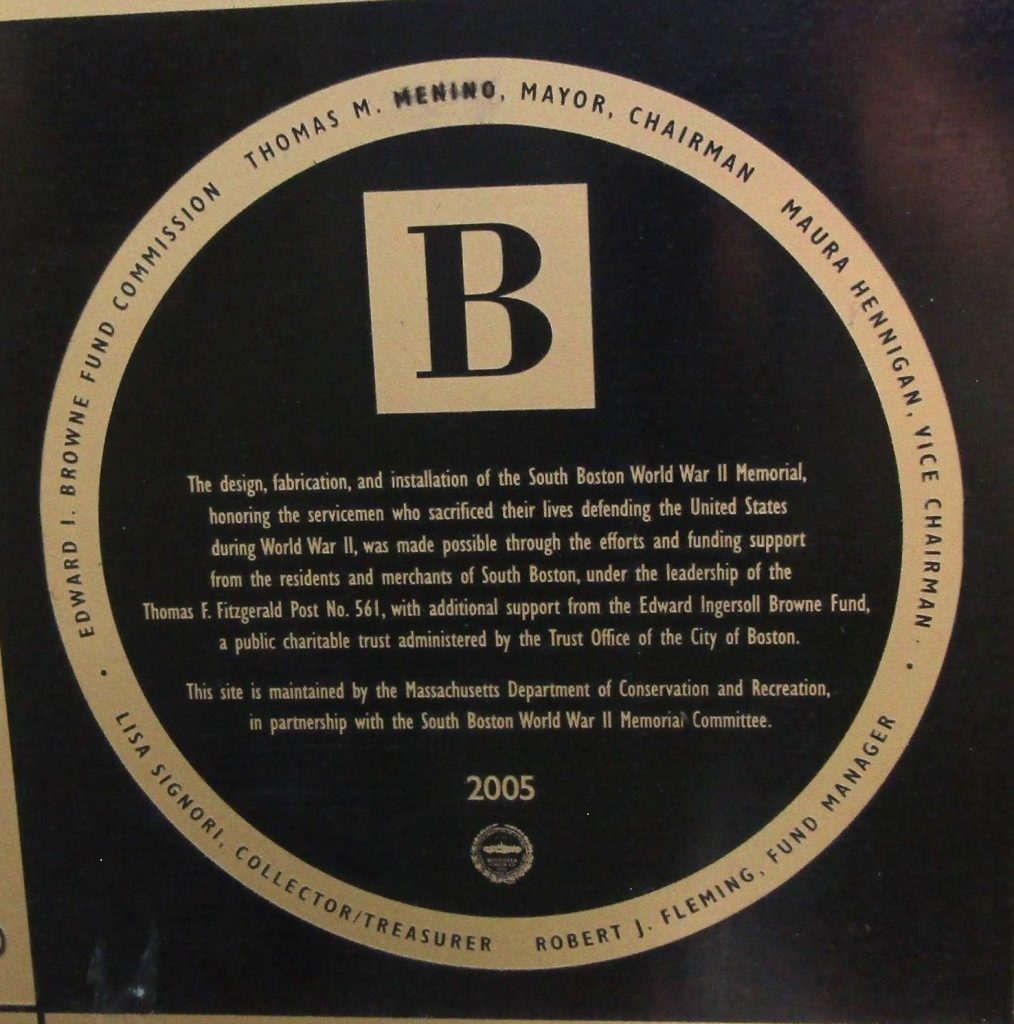 EDWARD I. BROWNE FUND COMMISSION THOMAS M. MENINO, MAYOR, CHAIRMAN MAURA HENNIGAN, VICE CHAIRMAN
B
The design, fabrication, and installation of the South Boston World War II Memorial,
honoring the servicemen who sacrificed their lives defending the United States
during World War II, was made possible through the efforts and funding support
from the residents and merchants of South Boston, under the leadership of the
Thomas F. Fitzgerald Post No. 561, with additional support from the Edward Ingersoll Browne Fund,
a public charitable trust administered by the Trust Office of the City of Boston.
This site is maintained by the Massachusetts Department of Conservation and Recreation,
in partnership with the South Boston World War II Memorial Committee.
2005
• LISA SIGNORI, COLLECTOR/TREASURER ROBERT J. FLEMING, FUND MANAGER •